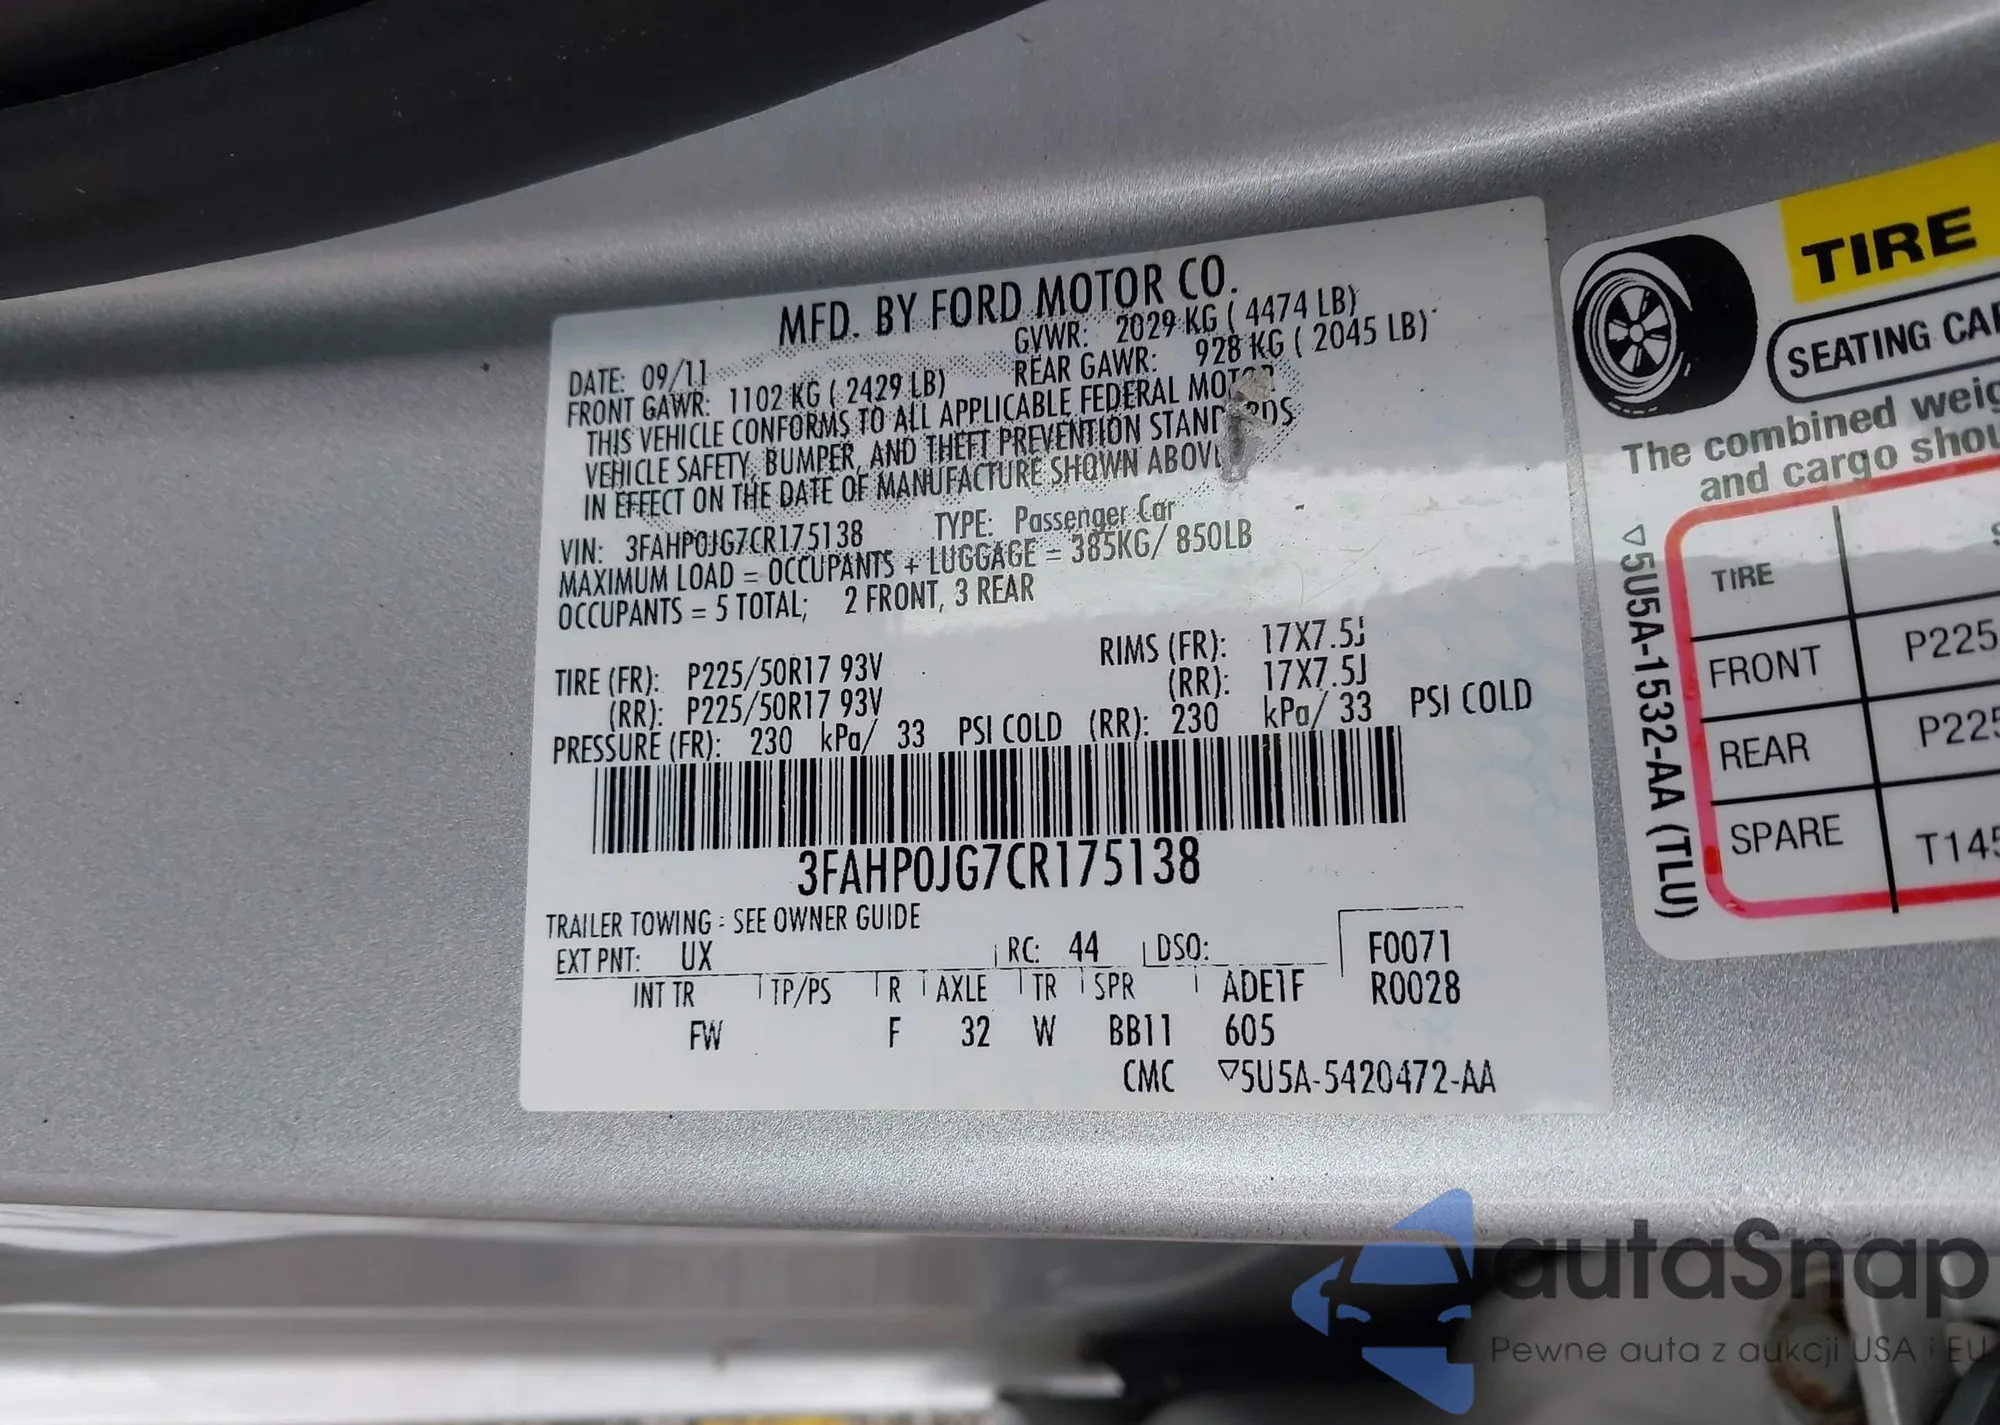 MFD. BY FORD MOTOR CO.
DATE: 09/11 GVWR: 2029 KG ( 4474 LB)
FRONT GAWR: 1102 KG ( 2429 LB) REAR GAWR: 928 KG ( 2045 LB)
THIS VEHICLE CONFORMS TO ALL APPLICABLE FEDERAL MOTOR
VEHICLE SAFETY, BUMPER, AND THEFT PREVENTION STANDARDS
IN EFFECT ON THE DATE OF MANUFACTURE SHOWN ABOVE
VIN: 3FAHP0JG7CR175138 TYPE: Passenger Car
MAXIMUM LOAD = OCCUPANTS + LUGGAGE = 385KG/ 850LB
OCCUPANTS = 5 TOTAL; 2 FRONT, 3 REAR
TIRE (FR): P225/50R17 93V RIMS (FR): 17X7.5J
(RR): P225/50R17 93V (RR): 17X7.5J
PRESSURE (FR): 230 kPa/ 33 PSI COLD (RR): 230 kPa/ 33 PSI COLD
3FAHP0JG7CR175138
TRAILER TOWING - SEE OWNER GUIDE
EXT PNT: UX RC: 44 DSO: F0071
INT TR TP/PS R AXLE TR SPR ADE1F R0028
FW F 32 W BB11 605
CMC ▽5U5A-5420472-AA
TIRE
SEATING CA
The combined weig
and cargo shou
▽5U5A-1532-AA (TLU)
TIRE S
FRONT P225
REAR P225
SPARE T145
autaSnap
Pewne auta z aukcji USA i EU